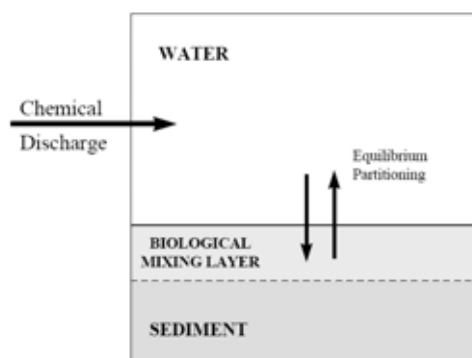 WATER
Chemical
Discharge
Equilibrium
Partitioning
BIOLOGICAL
MIXING LAYER
SEDIMENT